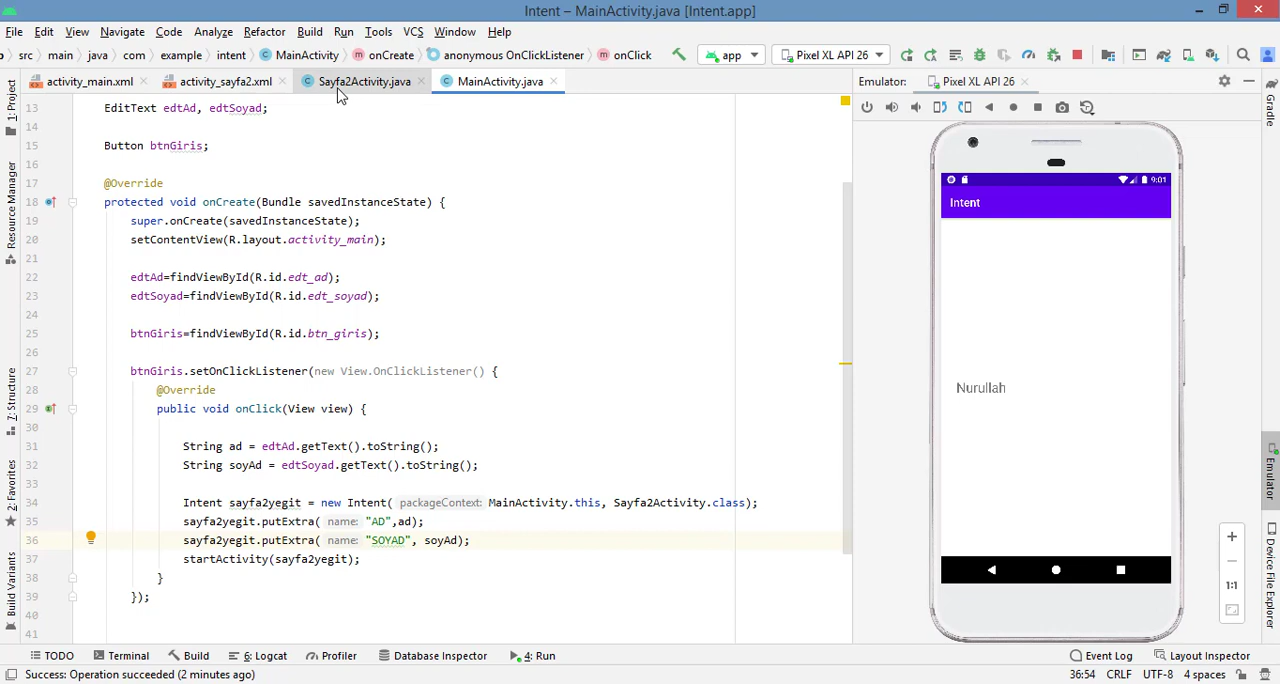 Intent – MainActivity.java [Intent.app]
File Edit View Navigate Code Analyze Refactor Build Run Tools VCS Window Help
src main java com example intent MainActivity onCreate anonymous OnClickListener onClick app Pixel XL API 26
activity_main.xml activity_sayfa2.xml Sayfa2Activity.java MainActivity.java Emulator: Pixel XL API 26
1: Project
Resource Manager
Z: Structure
2: Favorites
Build Variants
13 EditText edtAd, edtSoyad;
14
15 Button btnGiris;
16
17 @Override
18 protected void onCreate(Bundle savedInstanceState) {
19 super.onCreate(savedInstanceState);
20 setContentView(R.layout.activity_main);
21
22 edtAd=findViewById(R.id.edt_ad);
23 edtSoyad=findViewById(R.id.edt_soyad);
24
25 btnGiris=findViewById(R.id.btn_giris);
26
27 btnGiris.setOnClickListener(new View.OnClickListener() {
28 @Override
29 public void onClick(View view) {
30
31 String ad = edtAd.getText().toString();
32 String soyAd = edtSoyad.getText().toString();
33
34 Intent sayfa2yegit = new Intent( packageContext: MainActivity.this, Sayfa2Activity.class);
35 sayfa2yegit.putExtra( name: "AD",ad);
36 sayfa2yegit.putExtra( name: "SOYAD", soyAd);
37 startActivity(sayfa2yegit);
38 }
39 });
40
41
9:01
Intent
Nurullah
1:1
Gradle
Emulator
Device File Explorer
TODO Terminal Build 6: Logcat Profiler Database Inspector 4: Run Event Log Layout Inspector
Success: Operation succeeded (2 minutes ago) 36:54 CRLF UTF-8 4 spaces